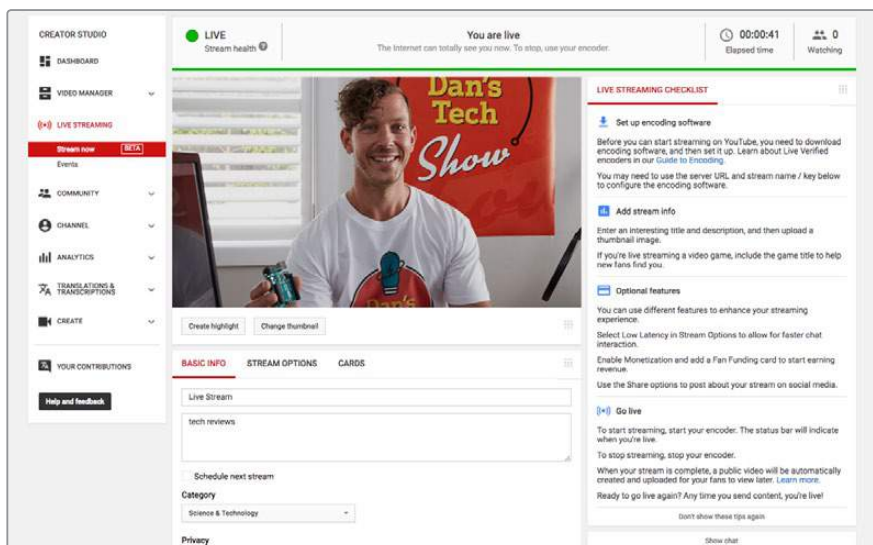 CREATOR STUDIO
DASHBOARD
VIDEO MANAGER
LIVE STREAMING
Stream now BETA
Events
COMMUNITY
CHANNEL
ANALYTICS
TRANSLATIONS &
TRANSCRIPTIONS
CREATE
YOUR CONTRIBUTIONS
Help and feedback
LIVE
Stream health ?
You are live
The Internet can totally see you now. To stop, use your encoder.
00:00:41
Elapsed time
0
Watching
Dan's
Tech
Show
Dan's
Create highlight
Change thumbnail
BASIC INFO STREAM OPTIONS CARDS
Live Stream
tech reviews
Schedule next stream
Category
Science & Technology
Privacy
LIVE STREAMING CHECKLIST
Set up encoding software
Before you can start streaming on YouTube, you need to download
encoding software, and then set it up. Learn about Live Verified
encoders in our Guide to Encoding.
You may need to use the server URL and stream name / key below
to configure the encoding software.
Add stream info
Enter an interesting title and description, and then upload a
thumbnail image.
If you're live streaming a video game, include the game title to help
new fans find you.
Optional features
You can use different features to enhance your streaming
experience.
Select Low Latency in Stream Options to allow for faster chat
interaction.
Enable Monetization and add a Fan Funding card to start earning
revenue.
Use the Share options to post about your stream on social media.
Go live
To start streaming, start your encoder. The status bar will indicate
when you're live.
To stop streaming, stop your encoder.
When your stream is complete, a public video will be automatically
created and uploaded for your fans to view later. Learn more.
Ready to go live again? Any time you send content, you're live!
Don't show these tips again
Show chat